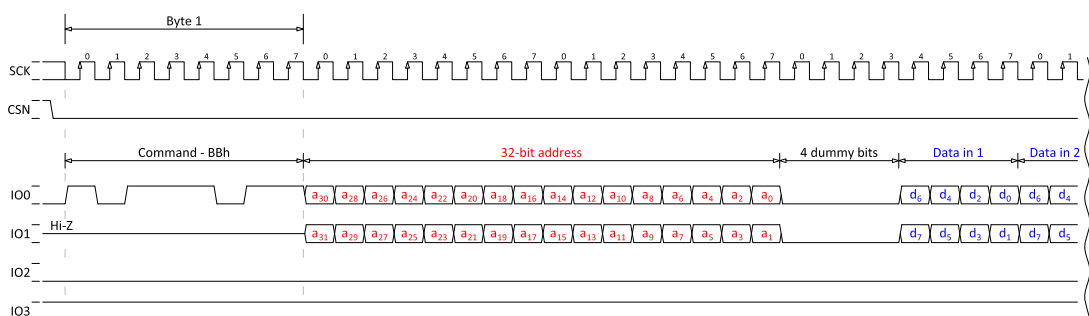 Byte 1
0 1 2 3 4 5 6 7 0 1 2 3 4 5 6 7 0 1 2 3 4 5 6 7 0 1 2 3 4 5 6 7 0 1
SCK
CSN
Command - BBh 32-bit address 4 dummy bits Data in 1 Data in 2
IO0 a30 a28 a26 a24 a22 a20 a18 a16 a14 a12 a10 a8 a6 a4 a2 a0 d6 d4 d2 d0 d6 d4
Hi-Z
IO1 a31 a29 a27 a25 a23 a21 a19 a17 a15 a13 a11 a9 a7 a5 a3 a1 d7 d5 d3 d1 d7 d5
IO2
IO3